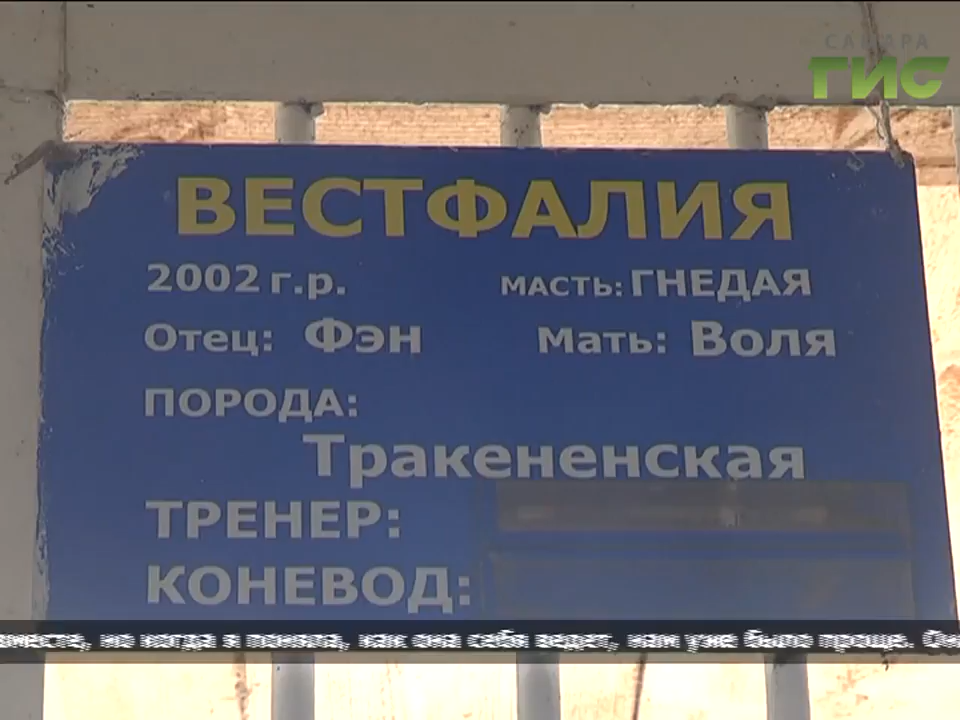 САМАРА
ГИС
ВЕСТФАЛИЯ
2002 г.р. МАСТЬ: ГНЕДАЯ
Отец: Фэн Мать: Воля
ПОРОДА:
Тракененская
ТРЕНЕР:
КОНЕВОД:
вместе, но когда я поняла, как она себя ведет, нам уже было проще.